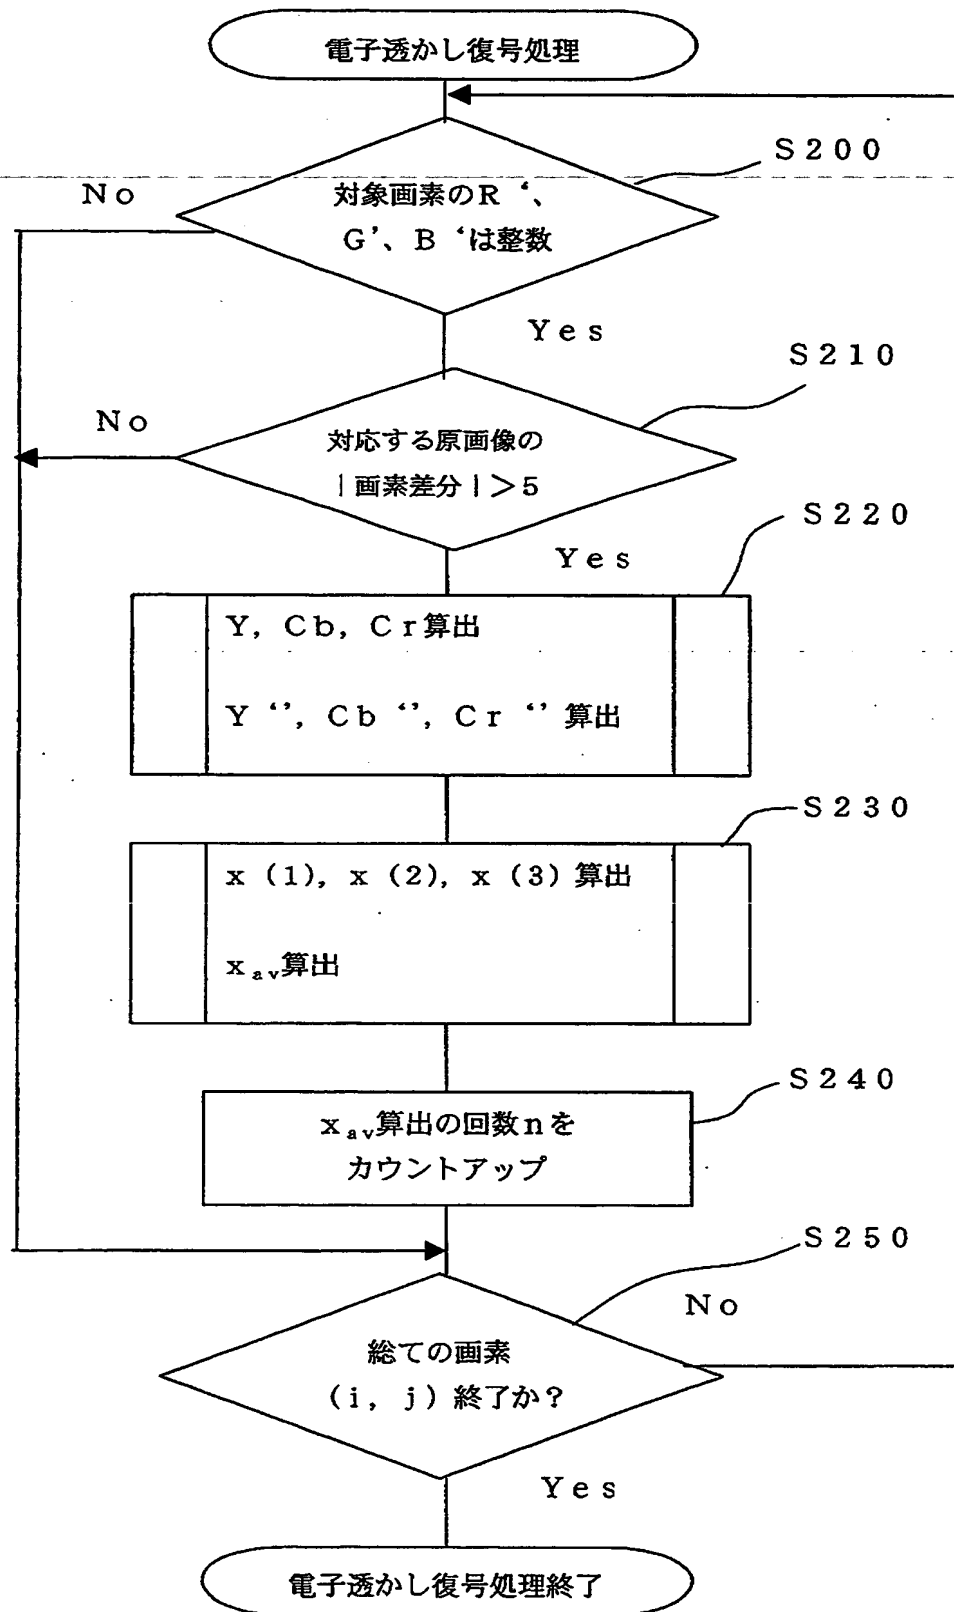 電子透かし復号処理
S200
No
対象画素のR‘、
G’、B‘は整数
Yes
S210
No
対応する原画像の
|画素差分|>5
Yes
S220
Y, Cb, Cr算出
Y‘’, Cb‘’, Cr‘’算出
S230
x(1), x(2), x(3)算出
xav算出
S240
xav算出の回数nを
カウントアップ
S250
No
総ての画素
(i, j)終了か?
Yes
電子透かし復号処理終了